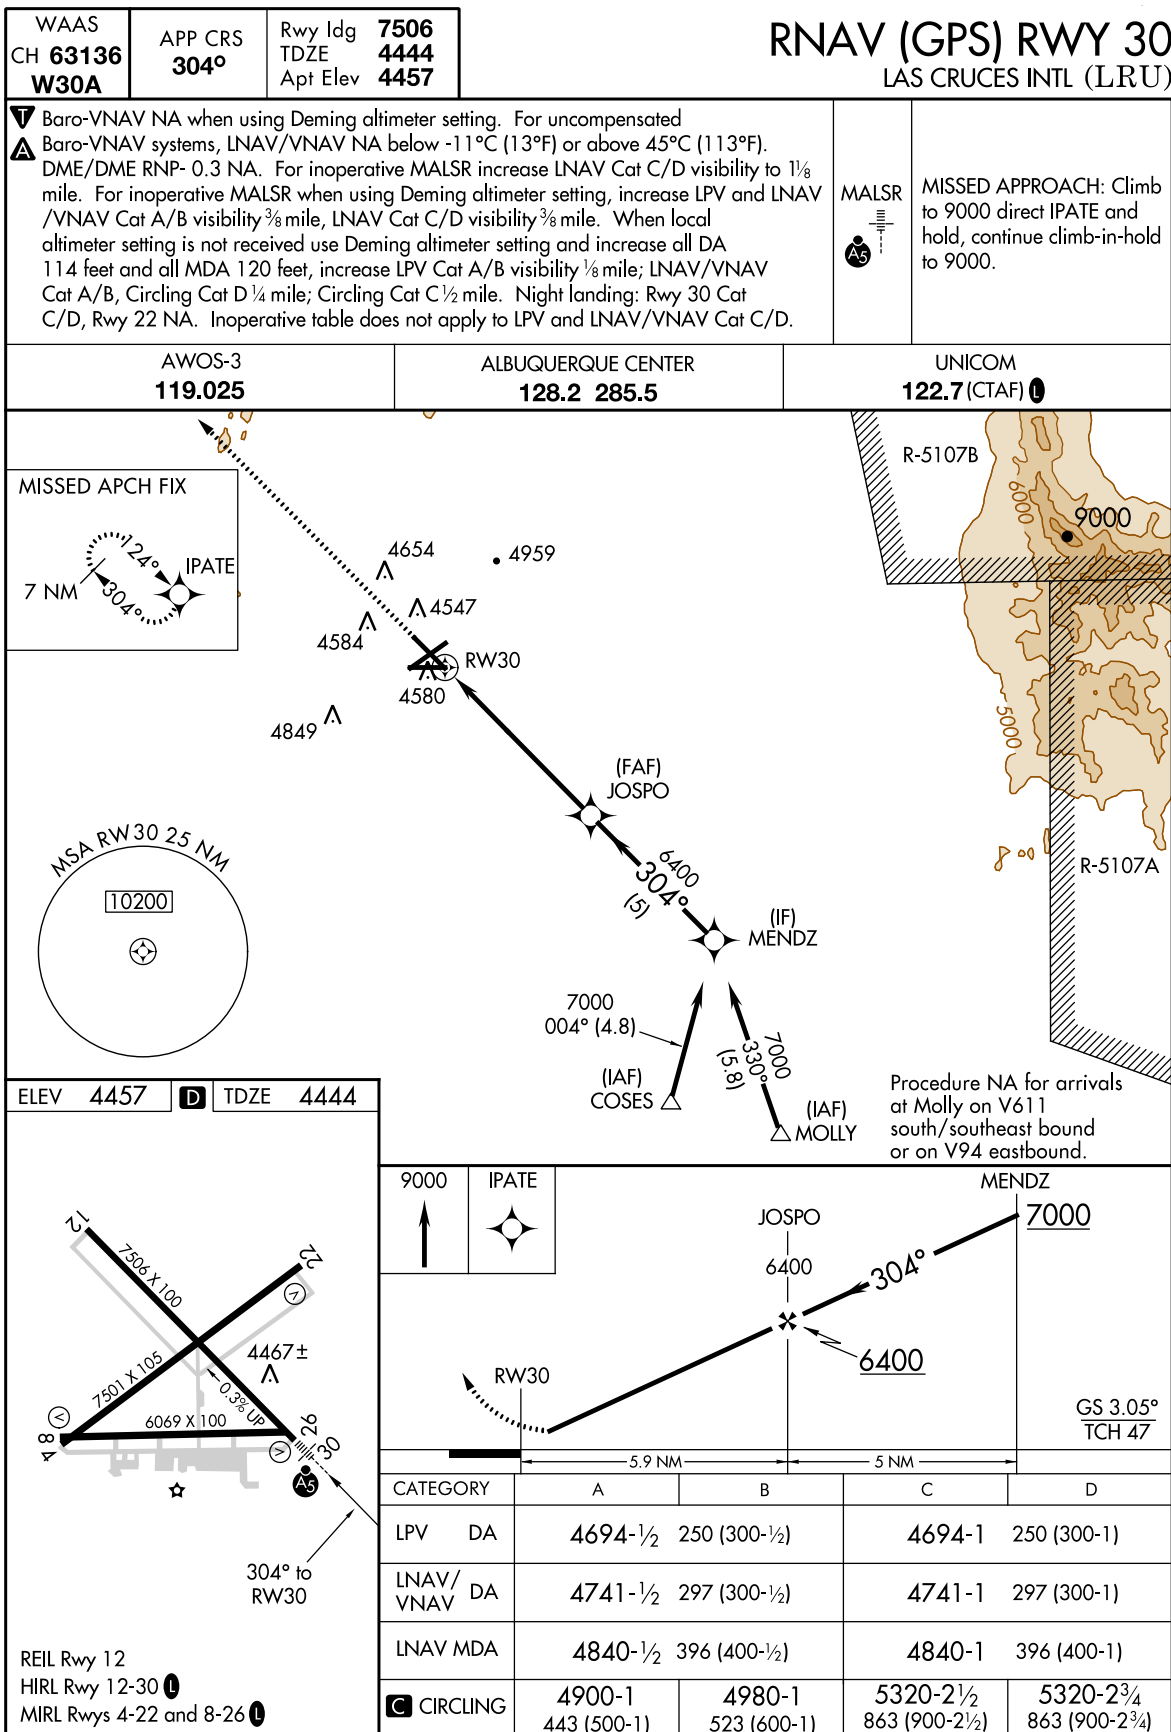 WAAS
CH 63136
W30A
APP CRS
304°
Rwy ldg 7506
TDZE 4444
Apt Elev 4457
RNAV (GPS) RWY 30
LAS CRUCES INTL (LRU)
T Baro-VNAV NA when using Deming altimeter setting. For uncompensated
A Baro-VNAV systems, LNAV/VNAV NA below -11°C (13°F) or above 45°C (113°F).
DME/DME RNP- 0.3 NA. For inoperative MALSR increase LNAV Cat C/D visibility to 1⅛
mile. For inoperative MALSR when using Deming altimeter setting, increase LPV and LNAV
/VNAV Cat A/B visibility ⅜ mile, LNAV Cat C/D visibility ⅜ mile. When local
altimeter setting is not received use Deming altimeter setting and increase all DA
114 feet and all MDA 120 feet, increase LPV Cat A/B visibility ⅛ mile; LNAV/VNAV
Cat A/B, Circling Cat D ¼ mile; Circling Cat C ½ mile. Night landing: Rwy 30 Cat
C/D, Rwy 22 NA. Inoperative table does not apply to LPV and LNAV/VNAV Cat C/D.
MALSR
A5
MISSED APPROACH: Climb
to 9000 direct IPATE and
hold, continue climb-in-hold
to 9000.
AWOS-3
119.025
ALBUQUERQUE CENTER
128.2 285.5
UNICOM
122.7 (CTAF) L
MISSED APCH FIX
124°
IPATE
7 NM
304°
R-5107B
6000
9000
4654
4959
4547
4584
RW30
4580
4849
5000
(FAF)
JOSPO
R-5107A
MSA RW30 25 NM
10200
6400
304°
(5)
(IF)
MENDZ
7000
004° (4.8)
7000
330°
(5.8)
(IAF)
COSES
(IAF)
MOLLY
Procedure NA for arrivals
at Molly on V611
south/southeast bound
or on V94 eastbound.
ELEV 4457 D TDZE 4444
12
22
7506 X 100
V
4467±
7501 X 105
0.3% UP
V
6069 X 100
8
4
26
30
V
A5
304° to
RW30
REIL Rwy 12
HIRL Rwy 12-30 L
MIRL Rwys 4-22 and 8-26 L
9000
IPATE
MENDZ
7000
JOSPO
6400
304°
6400
RW30
GS 3.05°
TCH 47
5.9 NM
5 NM
CATEGORY A B C D
LPV DA 4694-½ 250 (300-½) 4694-1 250 (300-1)
LNAV/
VNAV DA 4741-½ 297 (300-½) 4741-1 297 (300-1)
LNAV MDA 4840-½ 396 (400-½) 4840-1 396 (400-1)
C CIRCLING 4900-1 4980-1 5320-2½ 5320-2¾
443 (500-1) 523 (600-1) 863 (900-2½) 863 (900-2¾)